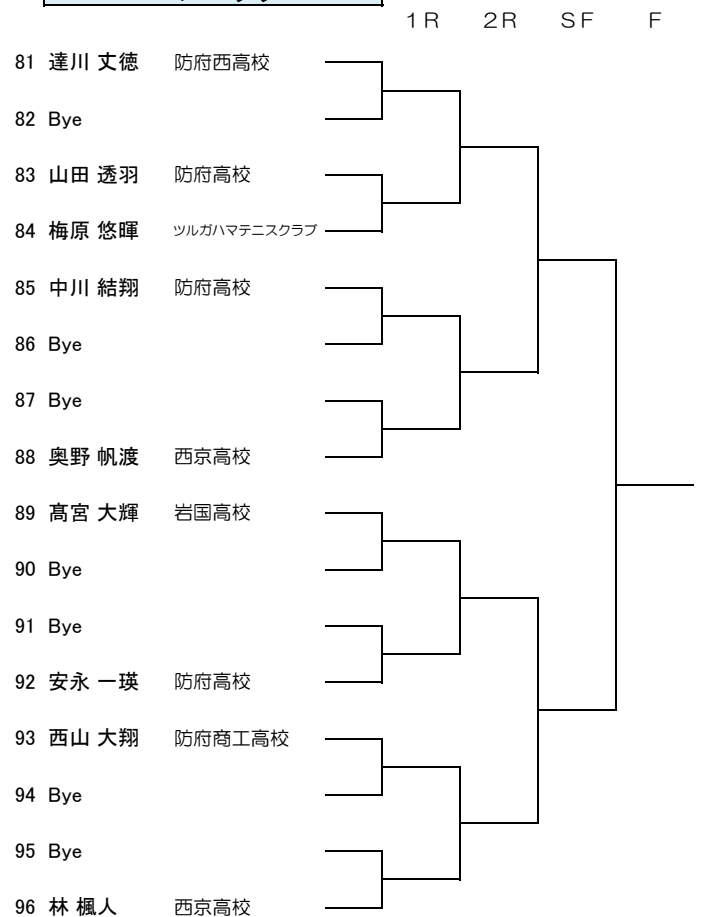 １Ｒ ２Ｒ ＳＦ Ｆ
81 達川 丈徳 防府西高校
82 Bye
83 山田 透羽 防府高校
84 梅原 悠暉 ツルガハマテニスクラブ
85 中川 結翔 防府高校
86 Bye
87 Bye
88 奥野 帆渡 西京高校
89 髙宮 大輝 岩国高校
90 Bye
91 Bye
92 安永 一瑛 防府高校
93 西山 大翔 防府商工高校
94 Bye
95 Bye
96 林 楓人 西京高校